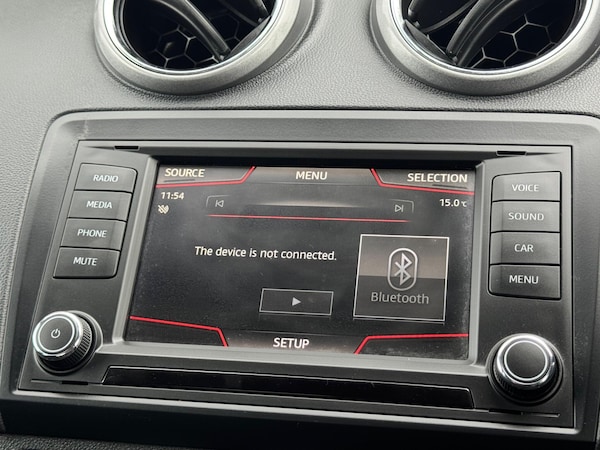 RADIO
MEDIA
PHONE
MUTE
SOURCE
MENU
SELECTION
11:54
15.0 °C
The device is not connected.
Bluetooth
SETUP
VOICE
SOUND
CAR
MENU